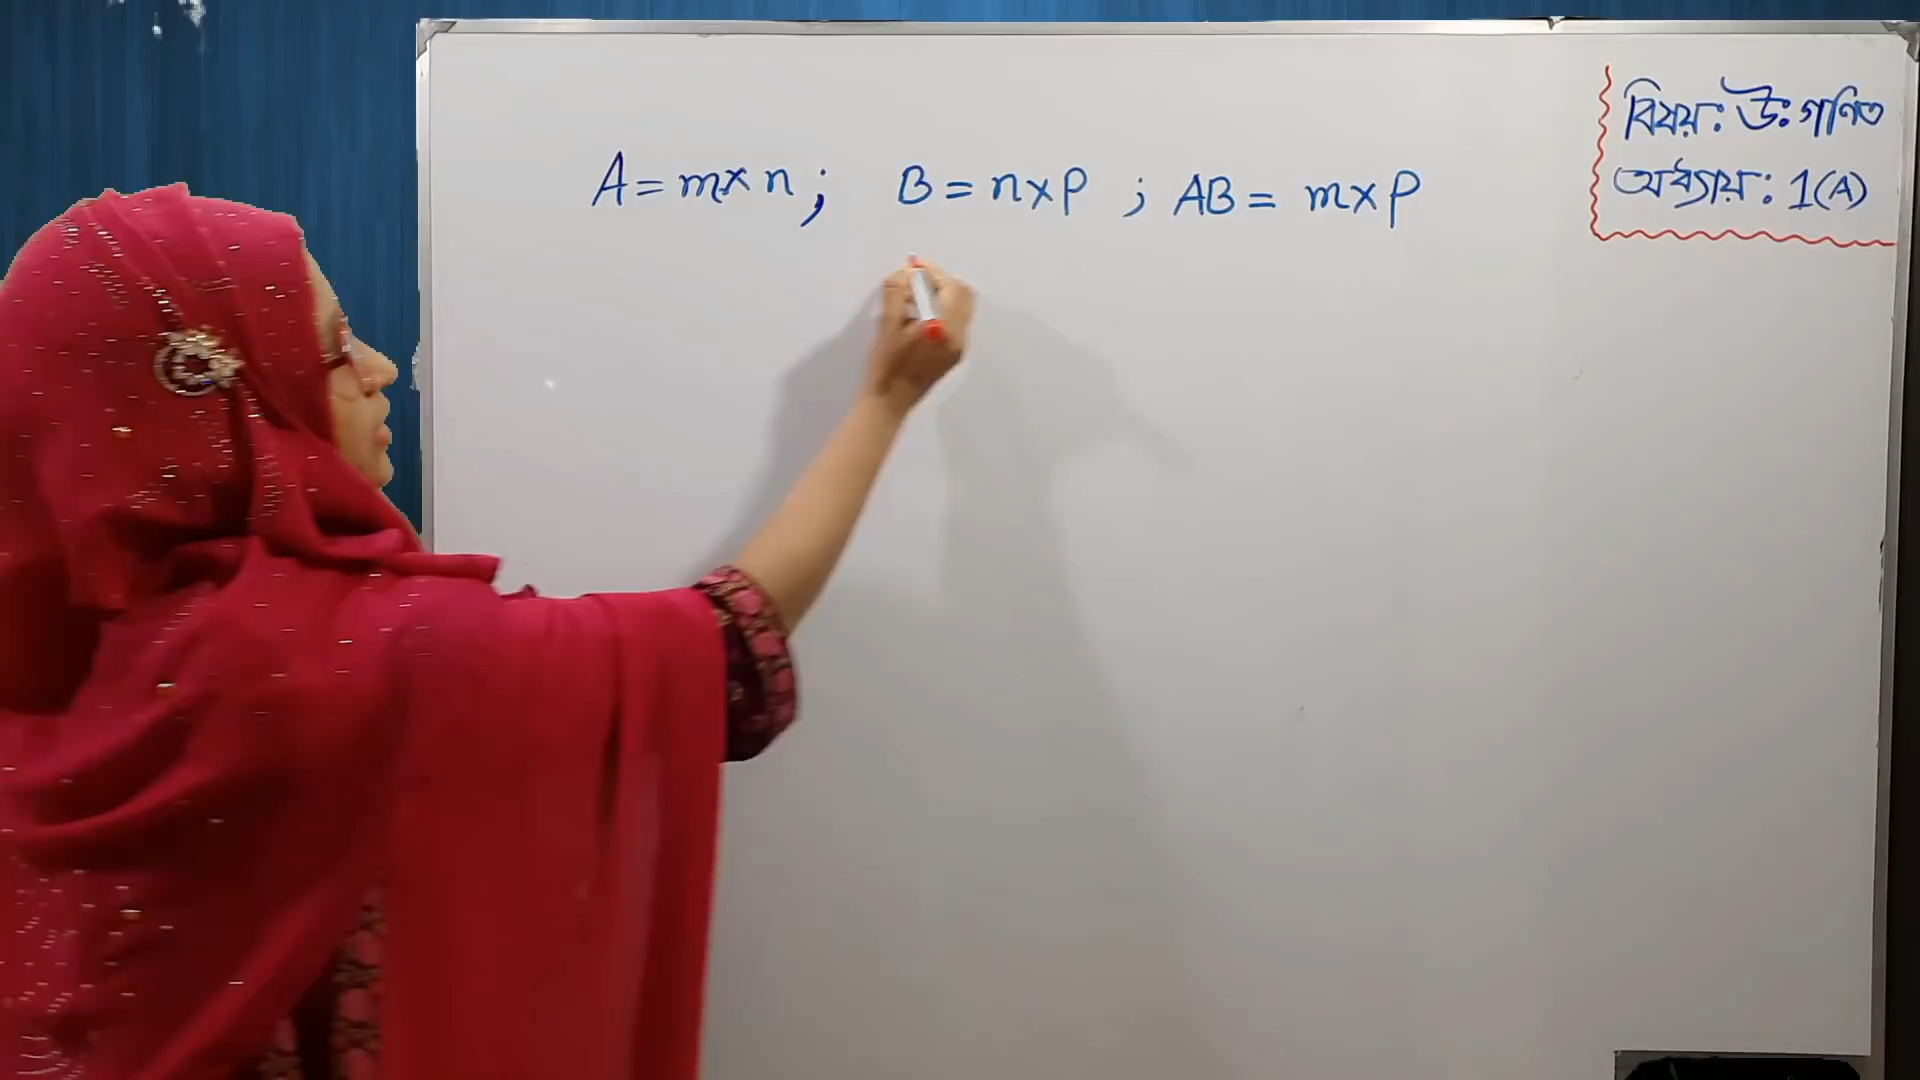 A = m×n ; B = n×p ; AB = m×p
বিষয়: উঃ গণিত
অধ্যায়: 1(A)